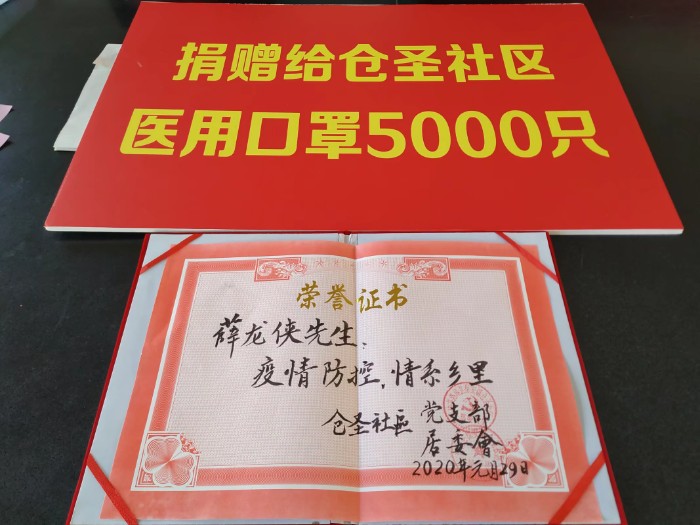 捐赠给仓圣社区
医用口罩5000只
荣誉证书
薛龙侠先生:
疫情防控,情系乡里
仓圣社區 党支部
居委會
2020年元月29日